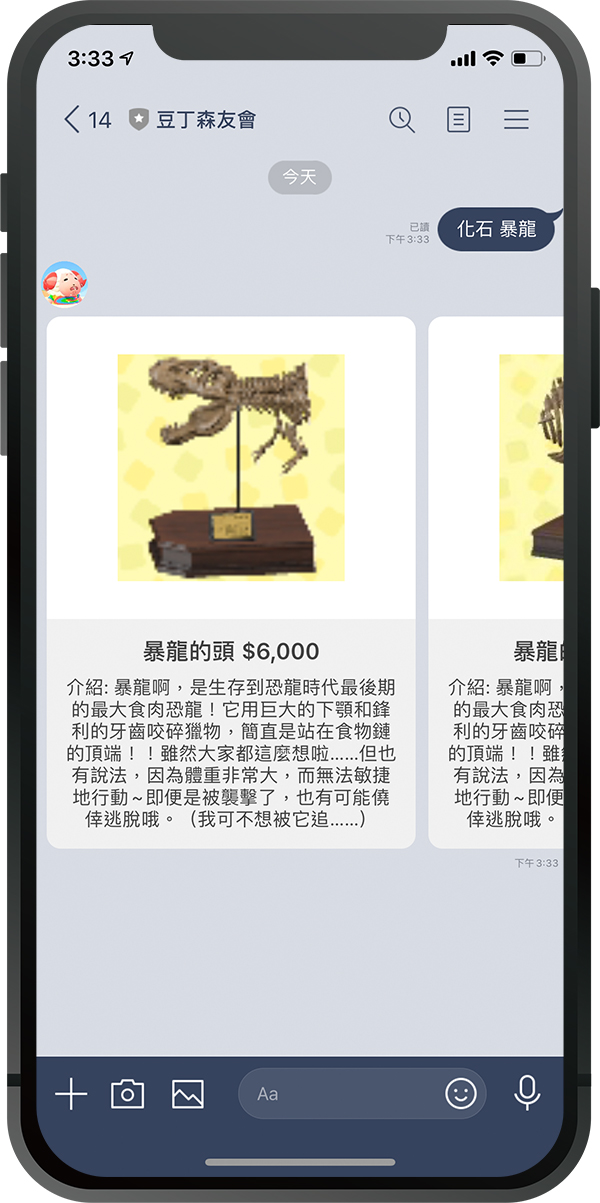 3:33
14 豆丁森友會
今天
已讀
下午3:33
化石 暴龍
暴龍的頭 $6,000
介紹: 暴龍啊，是生存到恐龍時代最後期
的最大食肉恐龍！它用巨大的下顎和鋒
利的牙齒咬碎獵物，簡直是站在食物鏈
的頂端！！雖然大家都這麼想啦……但也
有說法，因為體重非常大，而無法敏捷
地行動~即便是被襲擊了，也有可能僥
倖逃脫哦。（我可不想被它追……）
暴龍
介紹: 暴龍啊，
的最大食肉恐
利的牙齒咬碎
的頂端！！雖
有說法，因為
地行動~即便
倖逃脫哦。
下午3:33
Aa